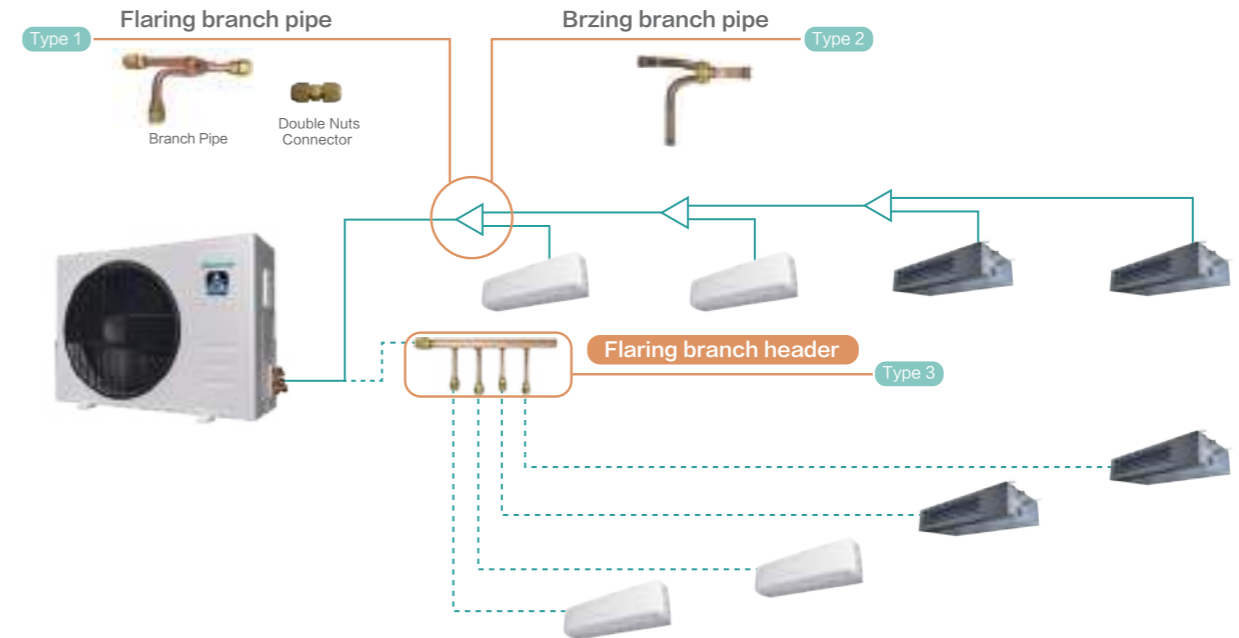 Flaring branch pipe
Brzing branch pipe
Type 1
Type 2
Branch Pipe
Double Nuts
Connector
Flaring branch header
Type 3